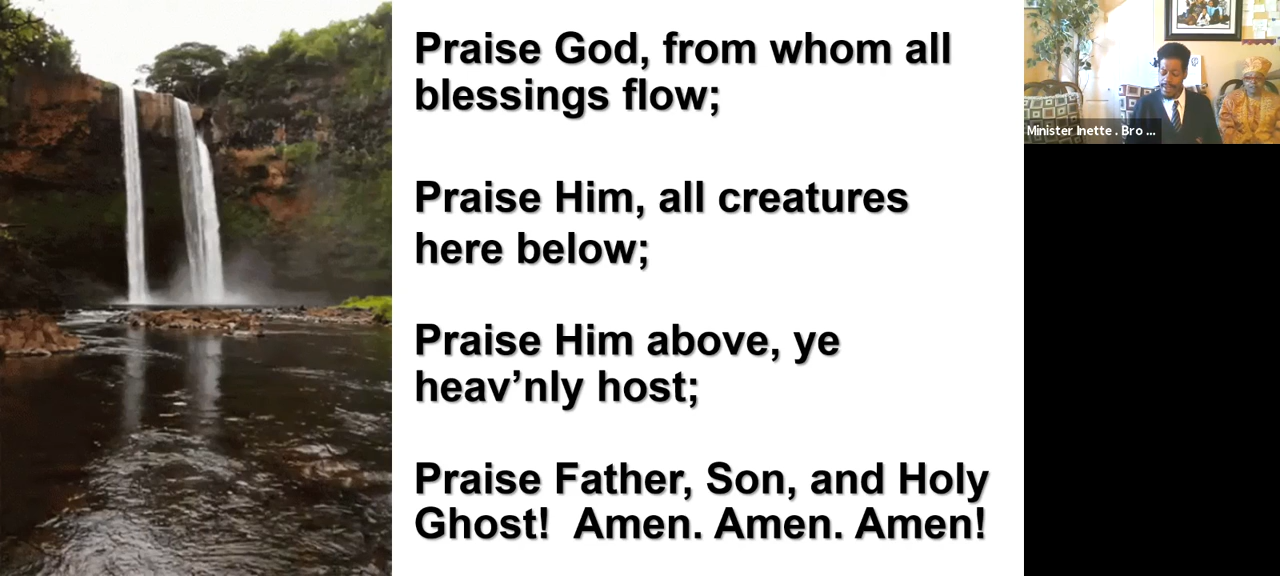 Praise God, from whom all
blessings flow;
Praise Him, all creatures
here below;
Praise Him above, ye
heav’nly host;
Praise Father, Son, and Holy
Ghost!  Amen. Amen. Amen!
Minister Inette . Bro ...